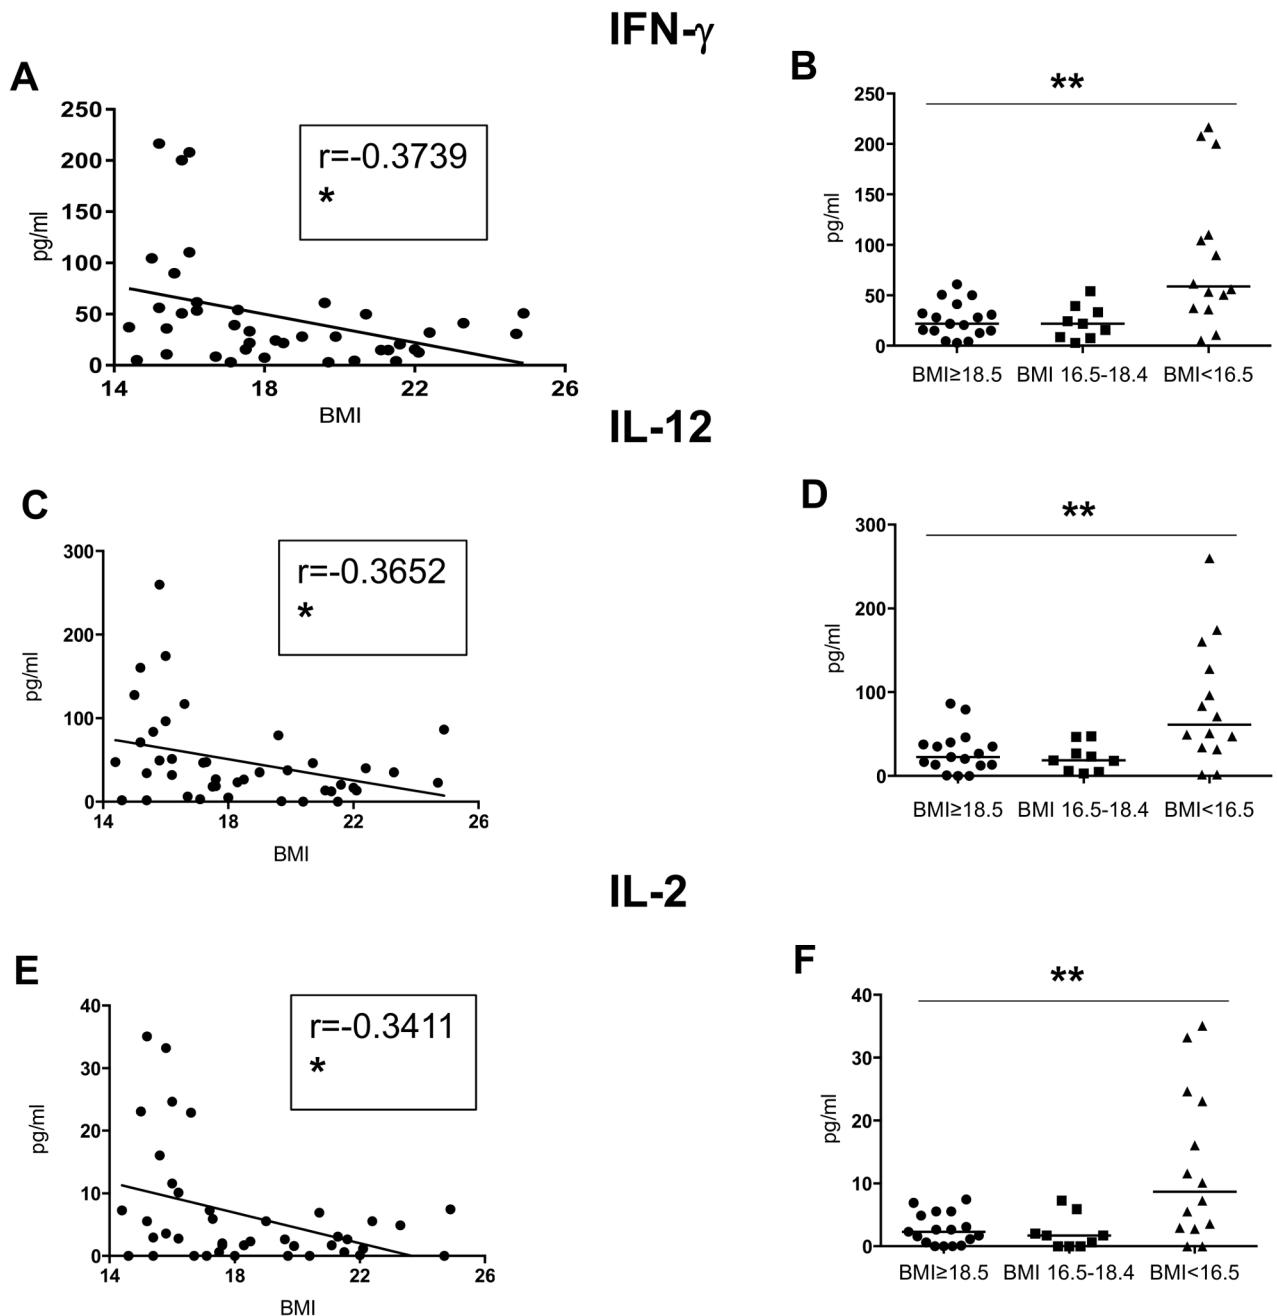 IFN-γ
A
250
200
150
100
50
0
pg/ml
14 18 22 26
BMI
r=-0.3739
*
B
**
250
200
150
100
50
0
pg/ml
BMI≥18.5 BMI 16.5-18.4 BMI<16.5
IL-12
C
300
200
100
0
pg/ml
14 18 22 26
BMI
r=-0.3652
*
D
**
300
200
100
0
pg/ml
BMI≥18.5 BMI 16.5-18.4 BMI<16.5
IL-2
E
40
30
20
10
0
pg/ml
14 18 22 26
BMI
r=-0.3411
*
F
**
40
30
20
10
0
pg/ml
BMI≥18.5 BMI 16.5-18.4 BMI<16.5